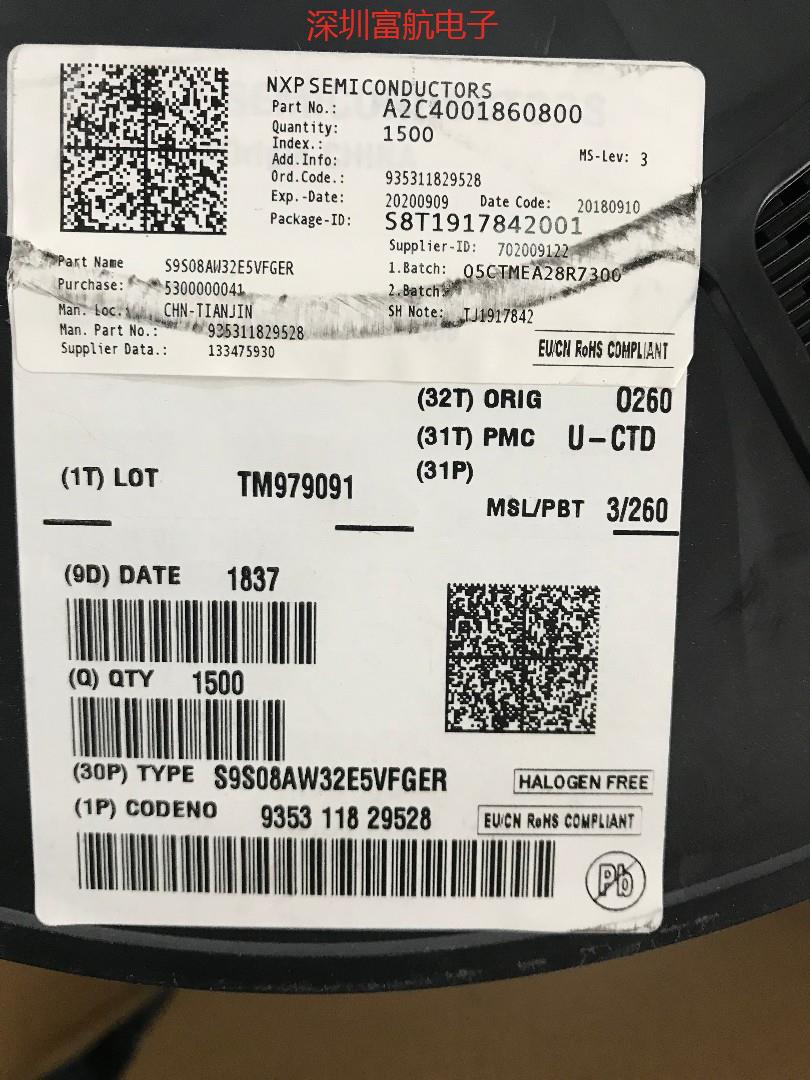 深圳富航电子
NXP SEMICONDUCTORS
Part No.: A2C4001860800
Quantity: 1500
Index.:
Add.Info:
MS-Lev: 3
Ord.Code.: 935311829528
Exp.-Date: 20200909 Date Code: 20180910
Package-ID: S8T1917842001
Supplier-ID: 702009122
Part Name S9S08AW32E5VFGER
1.Batch: 05CTMEA28R7300
Purchase: 5300000041
2.Batch:
Man. Loc.: CHN-TIANJIN
SH Note: TJ1917842
Man. Part No.: 935311829528
Supplier Data.: 133475930
EU/CN RoHS COMPLIANT
(32T) ORIG 0260
(31T) PMC U-CTD
(31P)
(1T) LOT TM979091
MSL/PBT 3/260
(9D) DATE 1837
(Q) QTY 1500
(30P) TYPE S9S08AW32E5VFGER
HALOGEN FREE
(1P) CODENO 9353 118 29528
EU/CN RoHS COMPLIANT
Pb